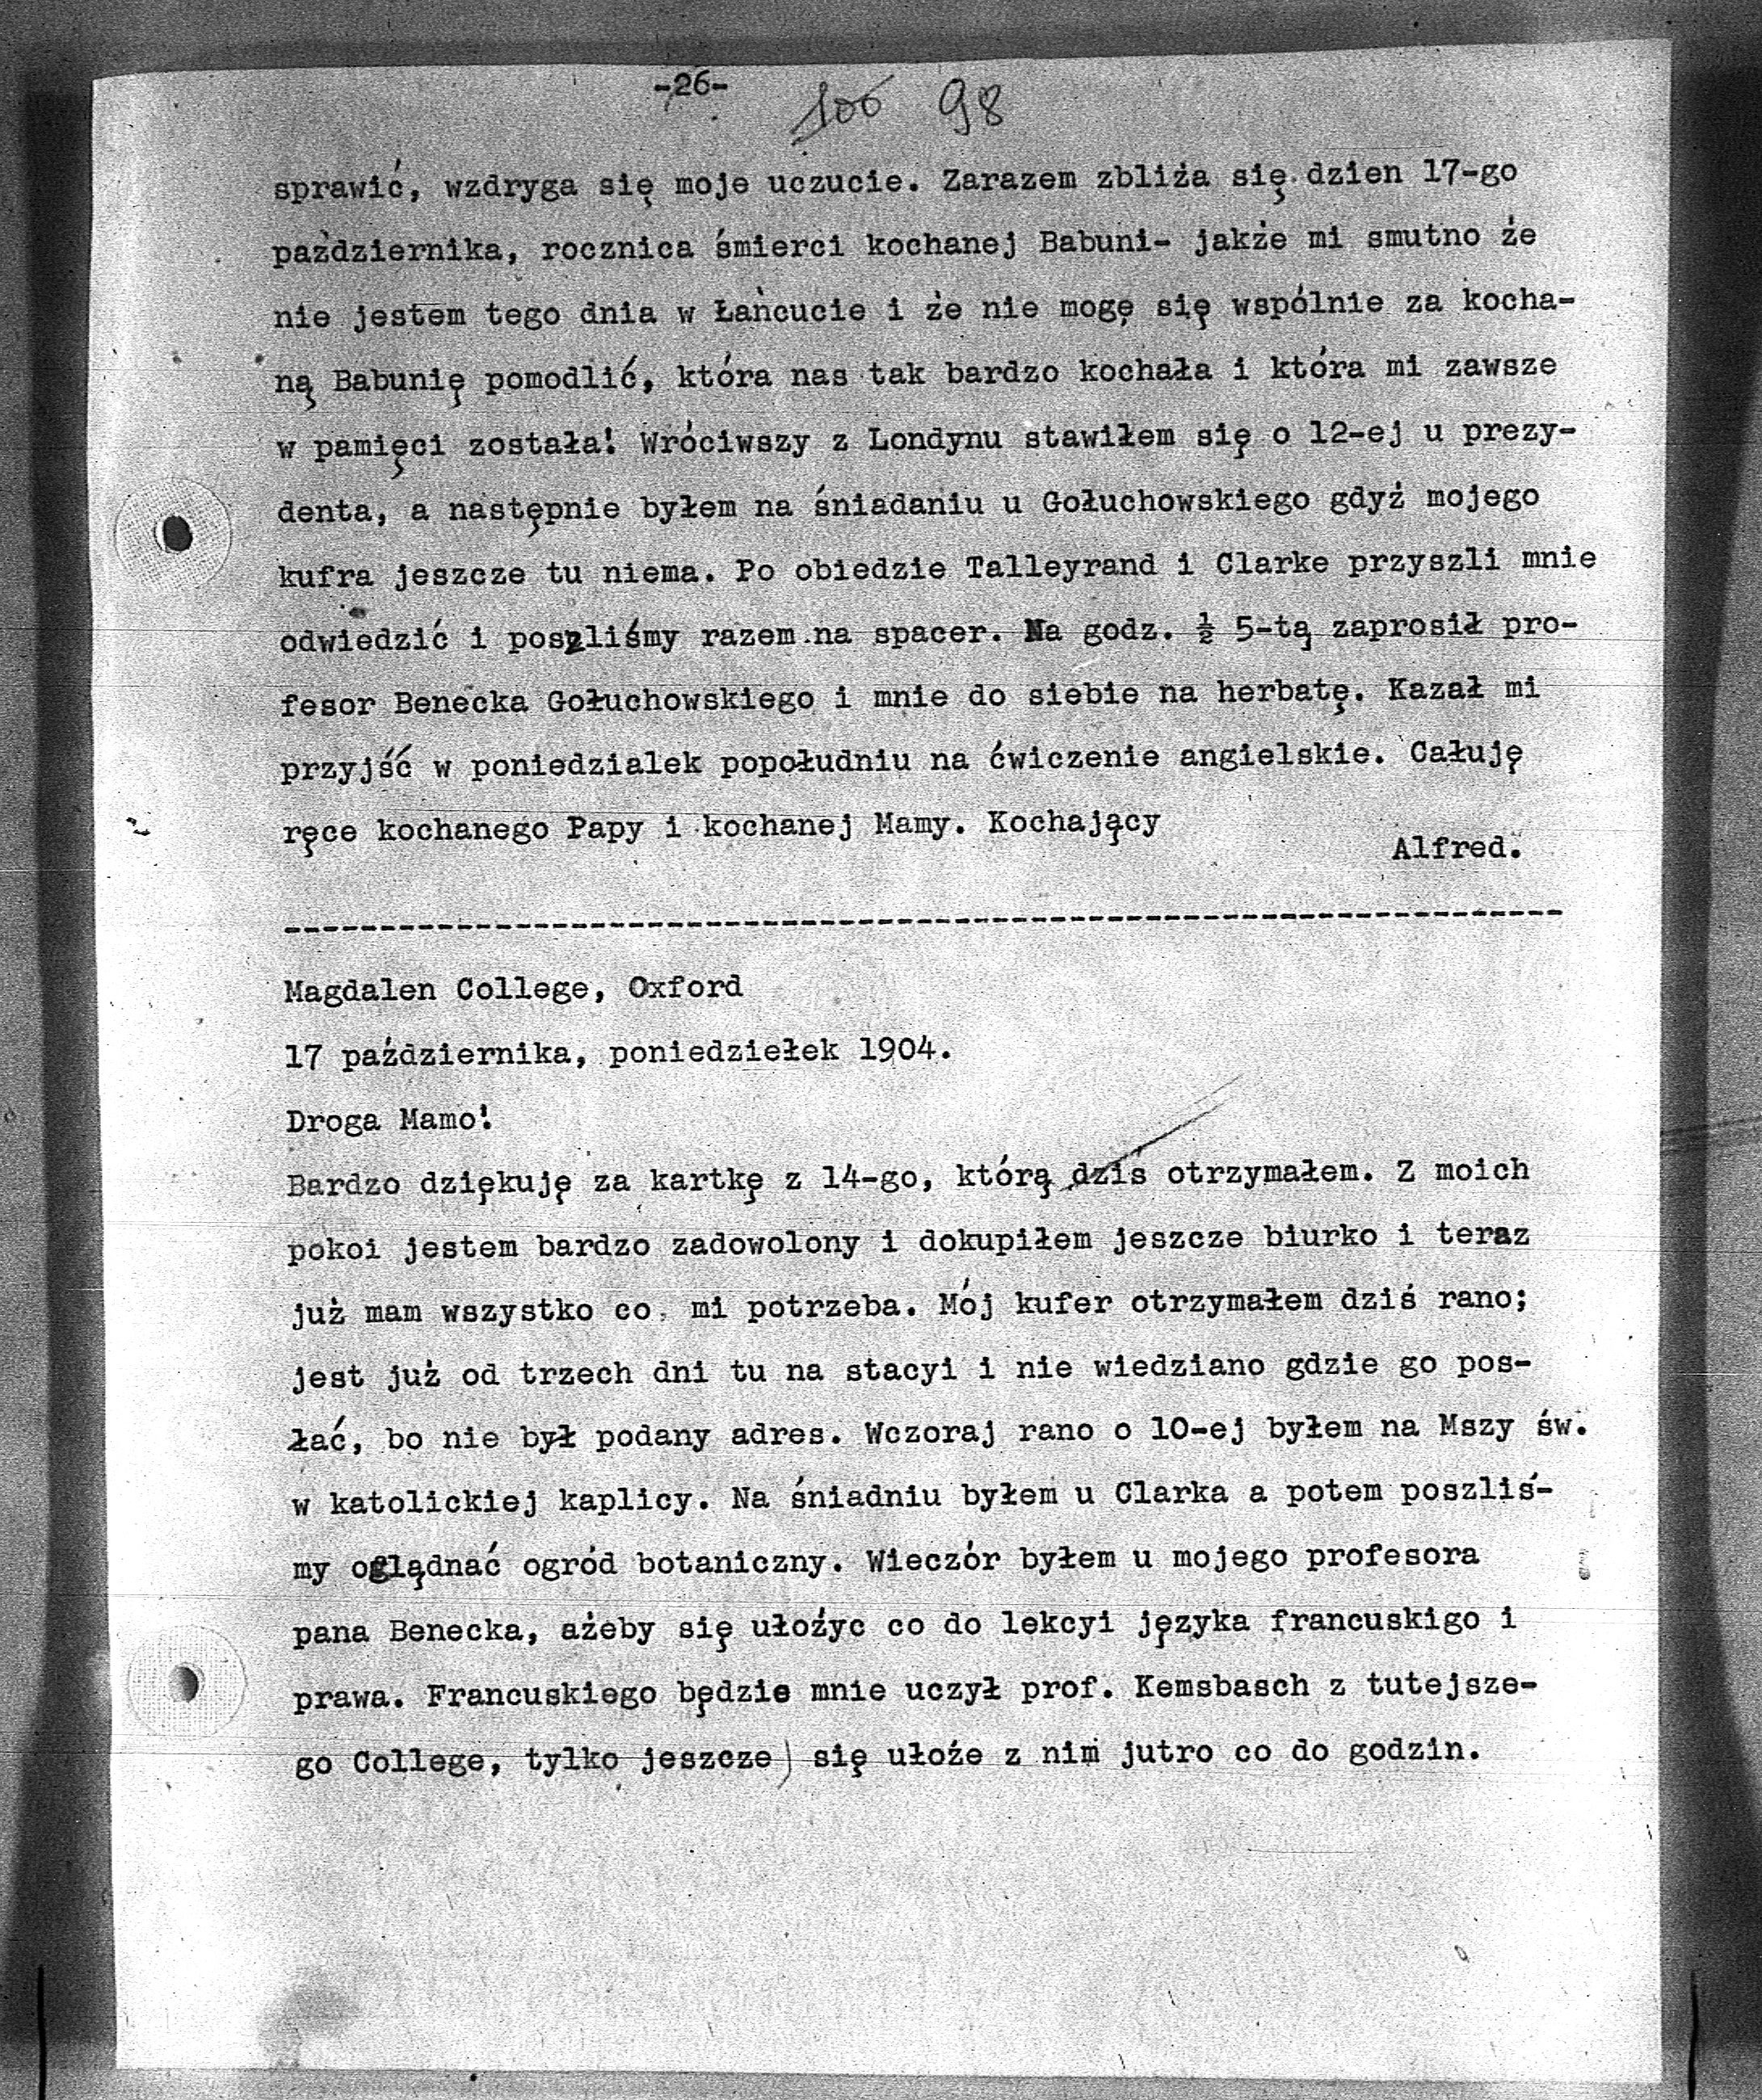 -26-
106 98
sprawić, wzdryga się moje uczucie. Zarazem zbliża się dzien 17-go
października, rocznica śmierci kochanej Babuni- jakże mi smutno że
nie jestem tego dnia w Łańcucie i że nie mogę się wspólnie za kocha-
ną Babunię pomodlić, która nas tak bardzo kochała i która mi zawsze
w pamięci została! Wróciwszy z Londynu stawiłem się o 12-ej u prezy-
denta, a następnie byłem na śniadaniu u Gołuchowskiego gdyż mojego
kufra jeszcze tu niema. Po obiedzie Talleyrand i Clarke przyszli mnie
odwiedzić i poszliśmy razem na spacer. Na godz. ½ 5-tą zaprosił pro-
fesor Benecka Gołuchowskiego i mnie do siebie na herbatę. Kazał mi
przyjść w poniedzialek popołudniu na ćwiczenie angielskie. Całuję
ręce kochanego Papy i kochanej Mamy. Kochający
Alfred.
Magdalen College, Oxford
17 października, poniedziełek 1904.
Droga Mamo!
Bardzo dziękuję za kartkę z 14-go, którą dziś otrzymałem. Z moich
pokoi jestem bardzo zadowolony i dokupiłem jeszcze biurko i teraz
już mam wszystko co mi potrzeba. Mój kufer otrzymałem dziś rano;
jest już od trzech dni tu na stacyi i nie wiedziano gdzie go pos-
łać, bo nie był podany adres. Wczoraj rano o 10-ej byłem na Mszy św.
w katolickiej kaplicy. Na śniadniu byłem u Clarka a potem poszliś-
my oglądnać ogród botaniczny. Wieczór byłem u mojego profesora
pana Benecka, ażeby się ułożyc co do lekcyi języka francuskigo i
prawa. Francuskiego będzie mnie uczył prof. Kemsbasch z tutejsze-
go College, tylko jeszcze) się ułoże z nim jutro co do godzin.